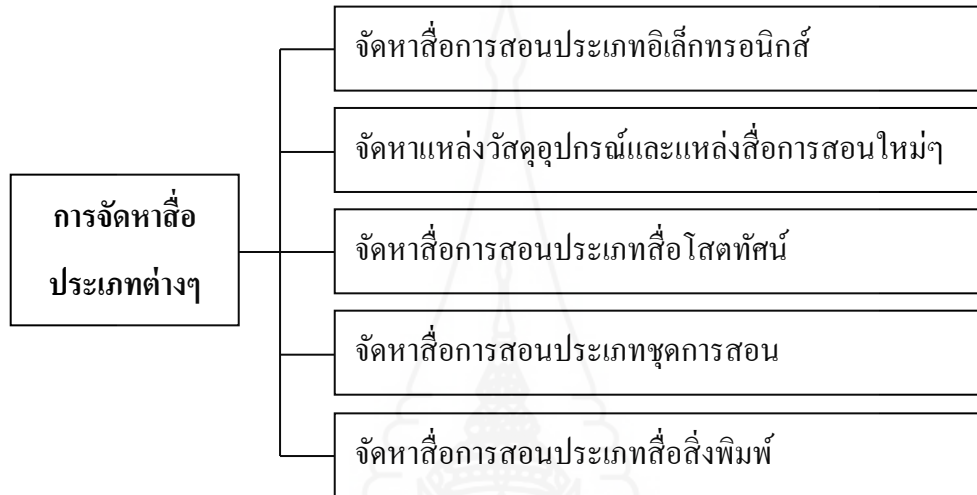 จัดหาสื่อการสอนประเภทอิเล็กทรอนิกส์
จัดหาแหล่งวัสดุอุปกรณ์และแหล่งสื่อการสอนใหม่ๆ
การจัดหาสื่อ
ประเภทต่างๆ
จัดหาสื่อการสอนประเภทสื่อโสตทัศน์
จัดหาสื่อการสอนประเภทชุดการสอน
จัดหาสื่อการสอนประเภทสื่อสิ่งพิมพ์